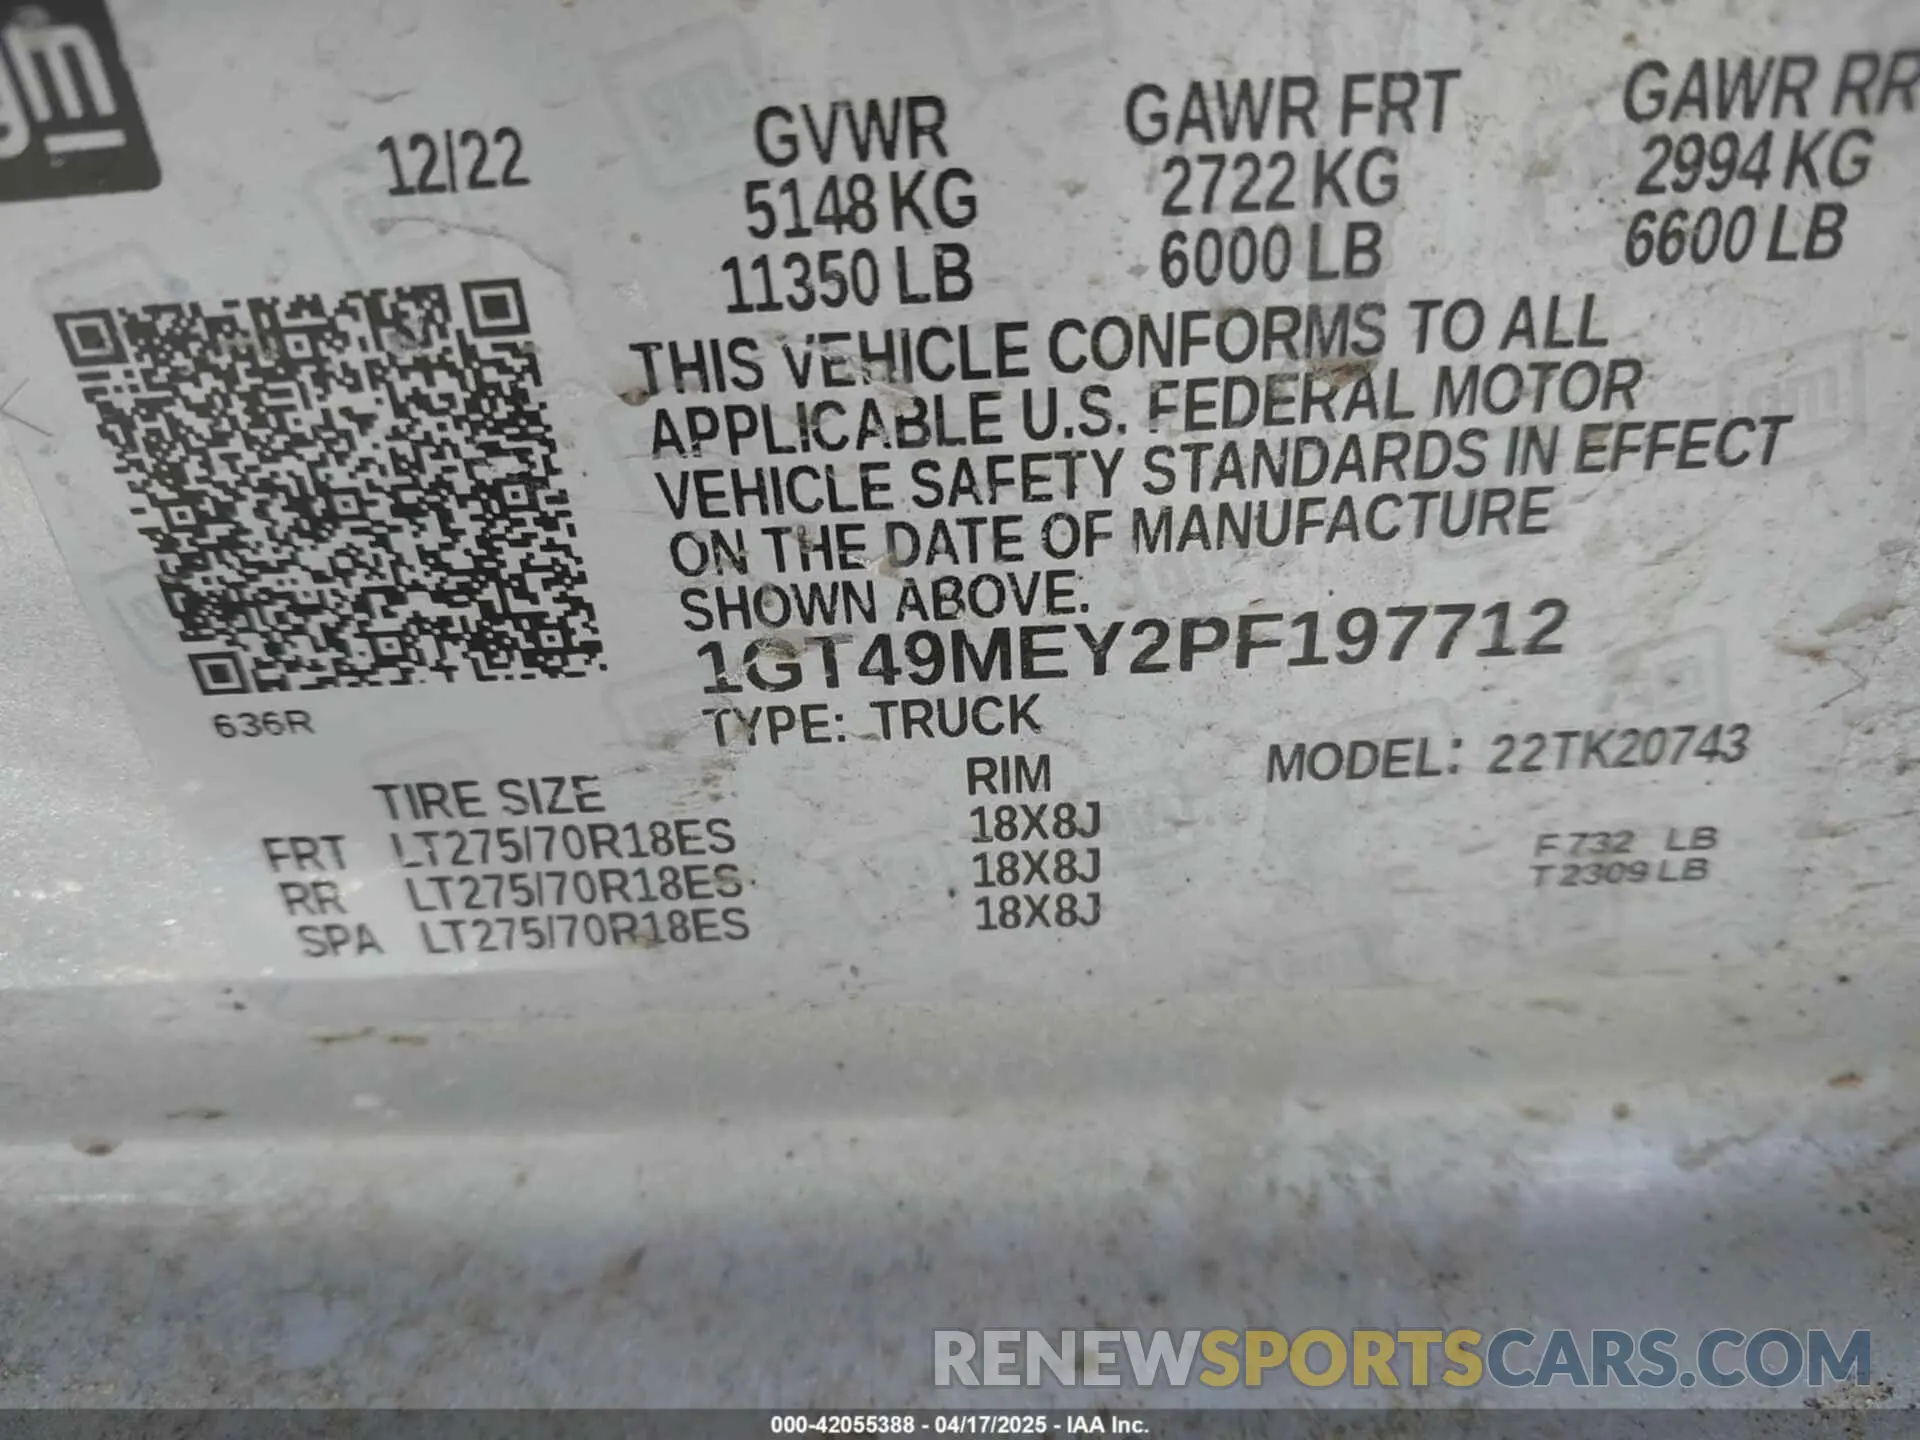 gm
12/22
GVWR GAWR FRT GAWR RR
5148 KG 2722 KG 2994 KG
11350 LB 6000 LB 6600 LB
THIS VEHICLE CONFORMS TO ALL
APPLICABLE U.S. FEDERAL MOTOR
VEHICLE SAFETY STANDARDS IN EFFECT
ON THE DATE OF MANUFACTURE
SHOWN ABOVE.
1GT49MEY2PF197712
636R
TYPE: TRUCK
MODEL: 22TK20743
TIRE SIZE RIM
FRT LT275/70R18ES 18X8J
RR LT275/70R18ES 18X8J
SPA LT275/70R18ES 18X8J
F 732 LB
T 2309 LB
RENEWSPORTSCARS.COM
000-42055388 - 04/17/2025 - IAA Inc.